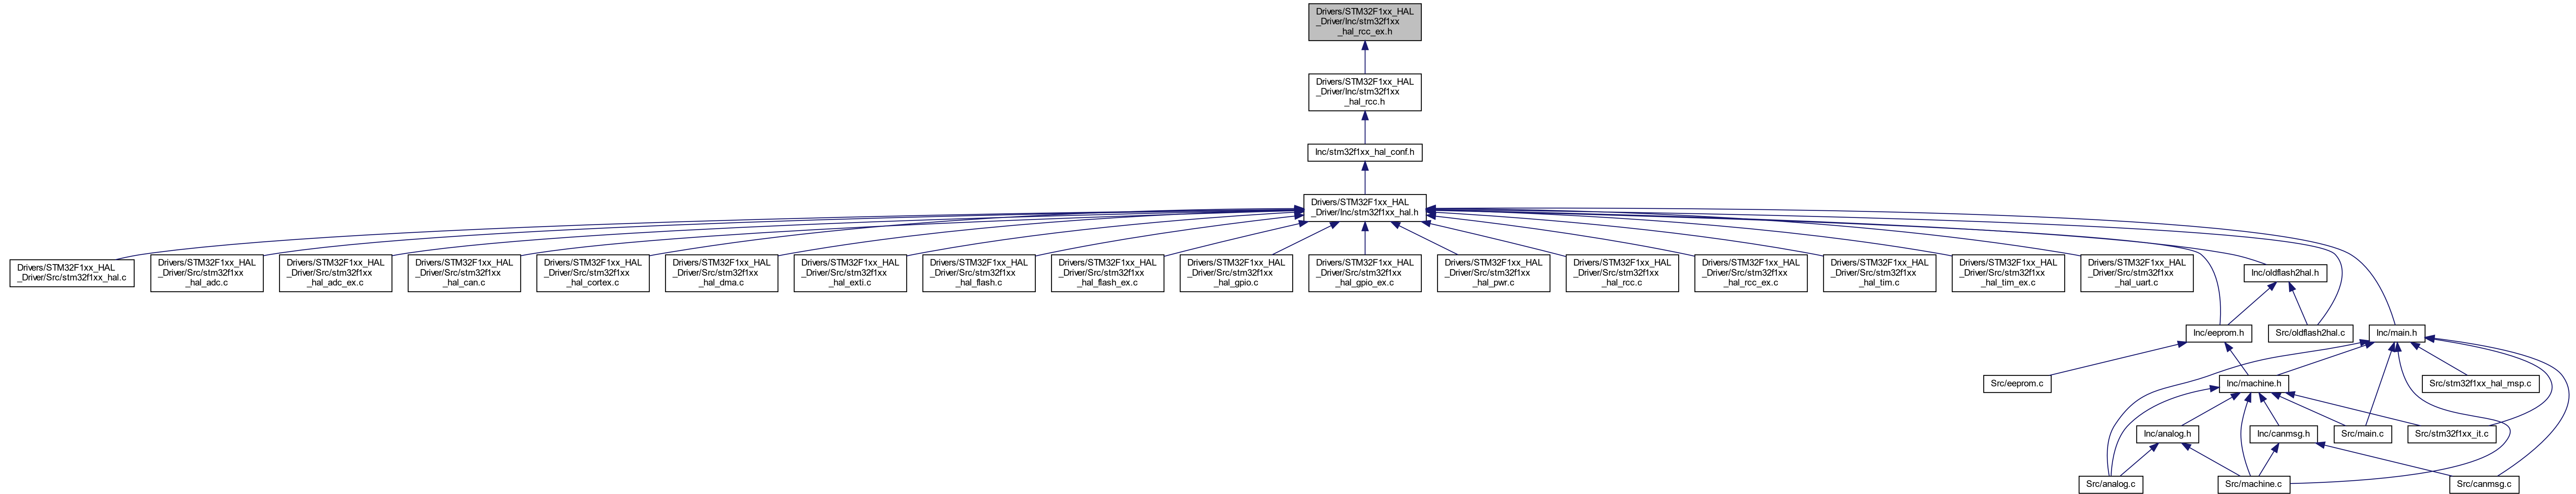 Drivers/STM32F1xx_HAL
_Driver/Inc/stm32f1xx
_hal_rcc_ex.h
Drivers/STM32F1xx_HAL
_Driver/Inc/stm32f1xx
_hal_rcc.h
Inc/stm32f1xx_hal_conf.h
Drivers/STM32F1xx_HAL
_Driver/Inc/stm32f1xx_hal.h
Drivers/STM32F1xx_HAL
_Driver/Src/stm32f1xx_hal.c
Drivers/STM32F1xx_HAL
_Driver/Src/stm32f1xx
_hal_adc.c
Drivers/STM32F1xx_HAL
_Driver/Src/stm32f1xx
_hal_adc_ex.c
Drivers/STM32F1xx_HAL
_Driver/Src/stm32f1xx
_hal_can.c
Drivers/STM32F1xx_HAL
_Driver/Src/stm32f1xx
_hal_cortex.c
Drivers/STM32F1xx_HAL
_Driver/Src/stm32f1xx
_hal_dma.c
Drivers/STM32F1xx_HAL
_Driver/Src/stm32f1xx
_hal_exti.c
Drivers/STM32F1xx_HAL
_Driver/Src/stm32f1xx
_hal_flash.c
Drivers/STM32F1xx_HAL
_Driver/Src/stm32f1xx
_hal_flash_ex.c
Drivers/STM32F1xx_HAL
_Driver/Src/stm32f1xx
_hal_gpio.c
Drivers/STM32F1xx_HAL
_Driver/Src/stm32f1xx
_hal_gpio_ex.c
Drivers/STM32F1xx_HAL
_Driver/Src/stm32f1xx
_hal_pwr.c
Drivers/STM32F1xx_HAL
_Driver/Src/stm32f1xx
_hal_rcc.c
Drivers/STM32F1xx_HAL
_Driver/Src/stm32f1xx
_hal_rcc_ex.c
Drivers/STM32F1xx_HAL
_Driver/Src/stm32f1xx
_hal_tim.c
Drivers/STM32F1xx_HAL
_Driver/Src/stm32f1xx
_hal_tim_ex.c
Drivers/STM32F1xx_HAL
_Driver/Src/stm32f1xx
_hal_uart.c
Inc/oldflash2hal.h
Inc/eeprom.h
Src/oldflash2hal.c
Inc/main.h
Src/eeprom.c
Inc/machine.h
Src/stm32f1xx_hal_msp.c
Inc/analog.h
Inc/canmsg.h
Src/main.c
Src/stm32f1xx_it.c
Src/analog.c
Src/machine.c
Src/canmsg.c